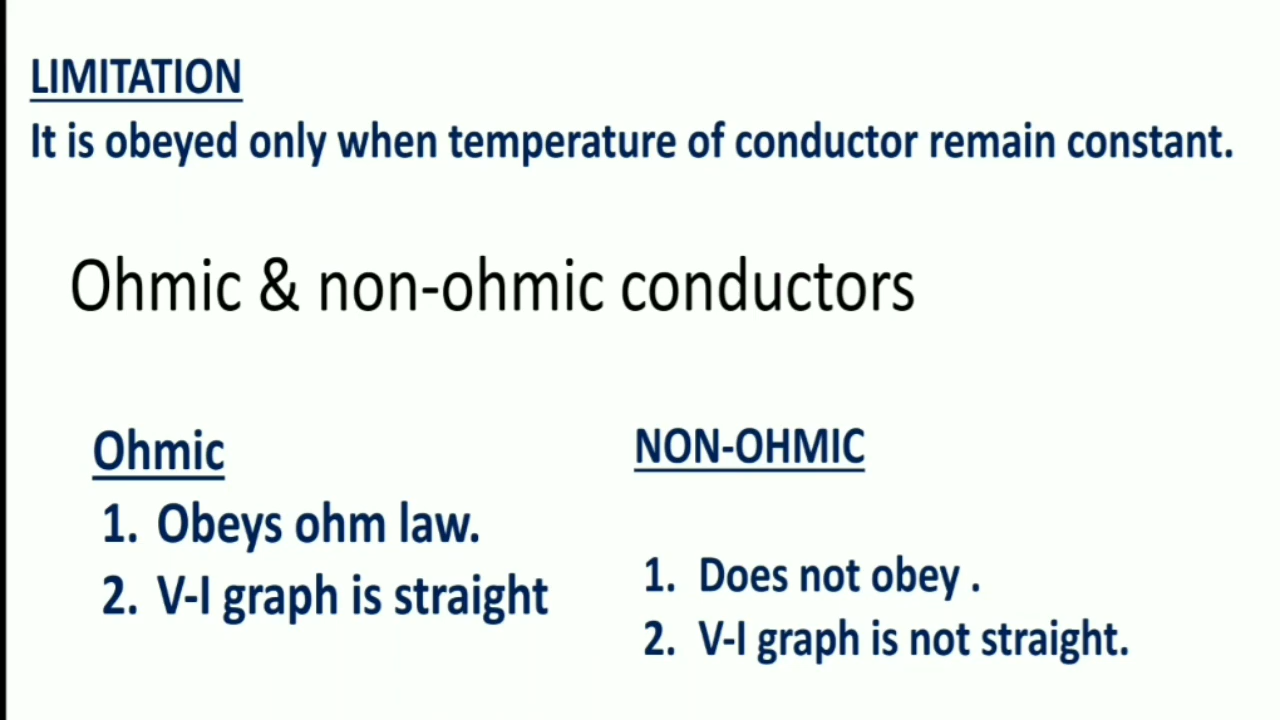 LIMITATION
It is obeyed only when temperature of conductor remain constant.
Ohmic & non-ohmic conductors
Ohmic
1. Obeys ohm law.
2. V-I graph is straight
NON-OHMIC
1. Does not obey .
2. V-I graph is not straight.